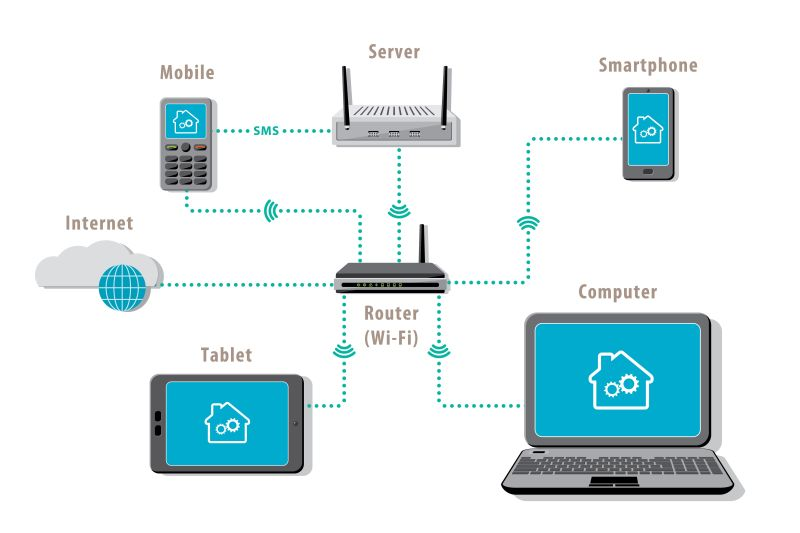 Server
Mobile
Smartphone
SMS
Internet
Router
(Wi-Fi)
Computer
Tablet